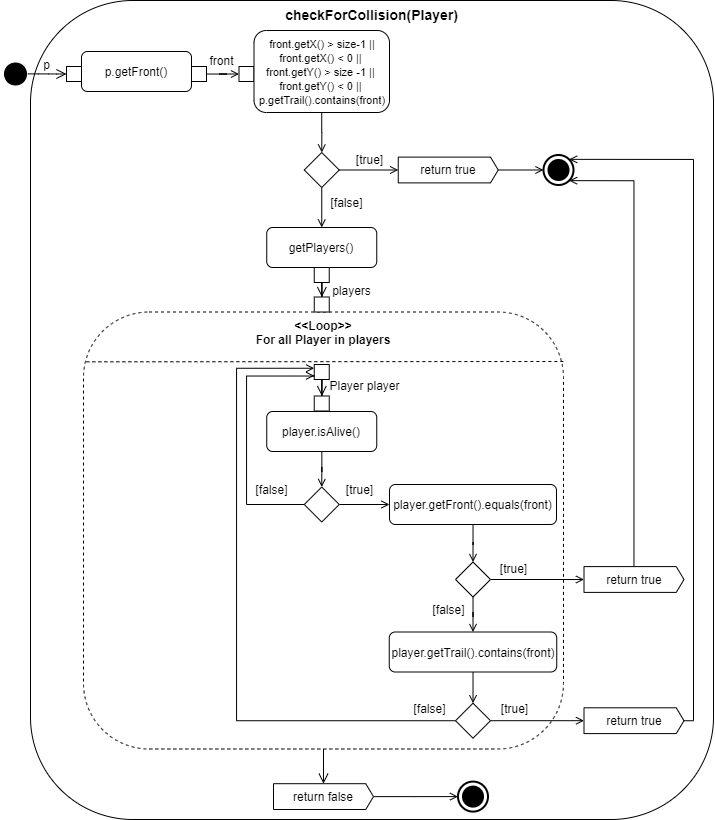 checkForCollision(Player)
p
p.getFront()
front
front.getX() > size-1 ||
front.getX() < 0 ||
front.getY() > size -1 ||
front.getY() < 0 ||
p.getTrail().contains(front)
[true]
return true
[false]
getPlayers()
players
<<Loop>>
For all Player in players
Player player
player.isAlive()
[false]
[true]
player.getFront().equals(front)
[true]
return true
[false]
player.getTrail().contains(front)
[false]
[true]
return true
return false